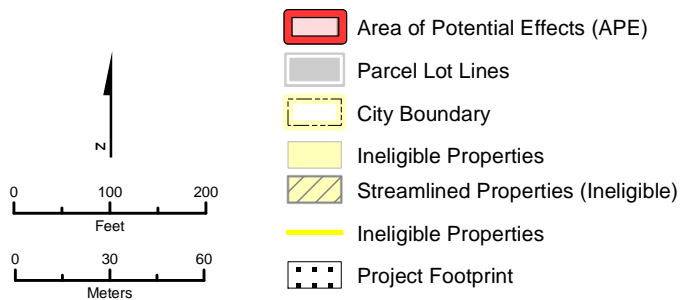 N
0 100 200
Feet
0 30 60
Meters
Area of Potential Effects (APE)
Parcel Lot Lines
City Boundary
Ineligible Properties
Streamlined Properties (Ineligible)
Ineligible Properties
Project Footprint